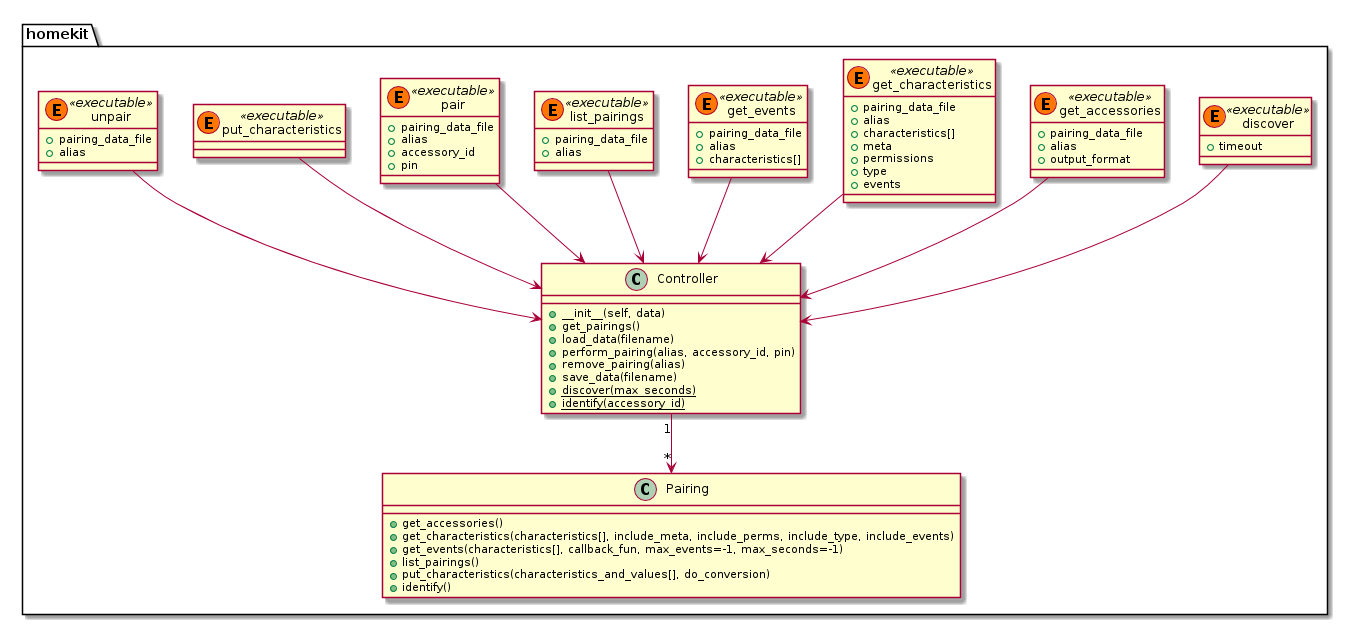 homekit
E «executable»
unpair
pairing_data_file
alias
E «executable»
put_characteristics
E «executable»
pair
pairing_data_file
alias
accessory_id
pin
E «executable»
list_pairings
pairing_data_file
alias
E «executable»
get_events
pairing_data_file
alias
characteristics[]
E «executable»
get_characteristics
pairing_data_file
alias
characteristics[]
meta
permissions
type
events
E «executable»
get_accessories
pairing_data_file
alias
output_format
E «executable»
discover
timeout
C Controller
__init__(self, data)
get_pairings()
load_data(filename)
perform_pairing(alias, accessory_id, pin)
remove_pairing(alias)
save_data(filename)
discover(max_seconds)
identify(accessory_id)
1
*
C Pairing
get_accessories()
get_characteristics(characteristics[], include_meta, include_perms, include_type, include_events)
get_events(characteristics[], callback_fun, max_events=-1, max_seconds=-1)
list_pairings()
put_characteristics(characteristics_and_values[], do_conversion)
identify()